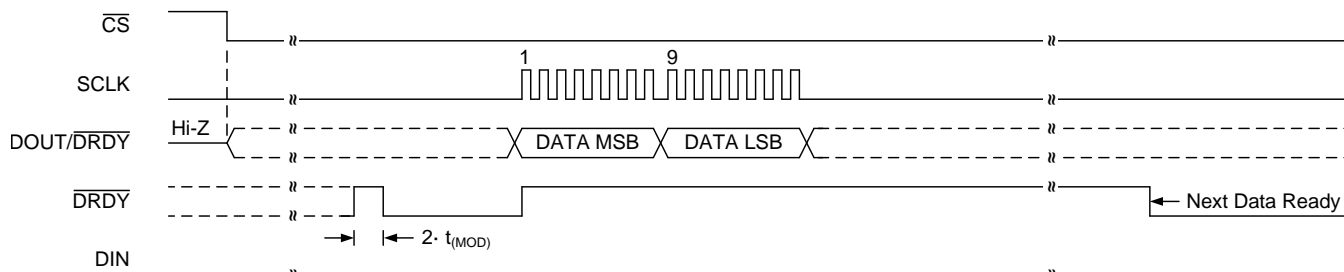 CS
1 9
SCLK
Hi-Z
DOUT/DRDY DATA MSB DATA LSB
DRDY Next Data Ready
2· t(MOD)
DIN